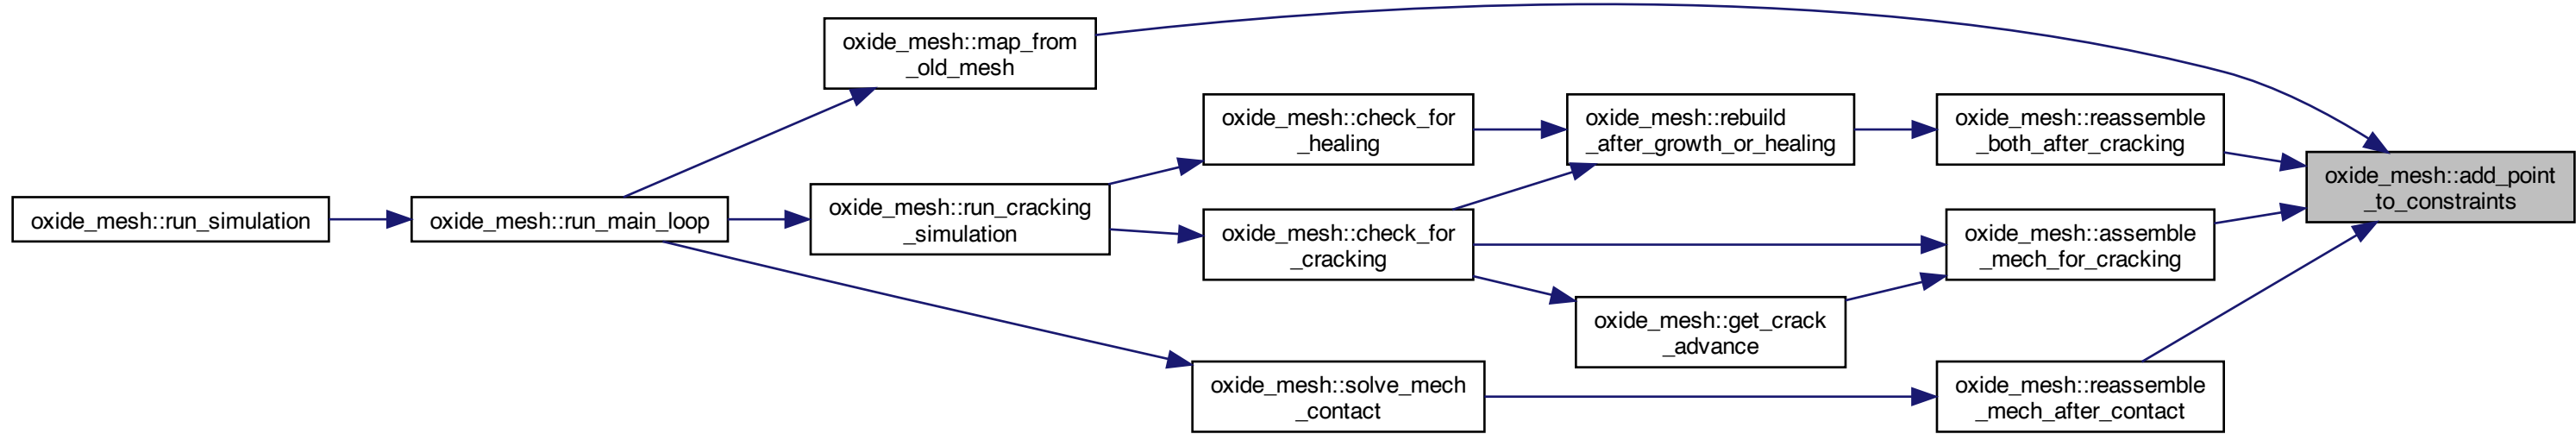 oxide_mesh::map_from
_old_mesh
oxide_mesh::check_for
_healing
oxide_mesh::rebuild
_after_growth_or_healing
oxide_mesh::reassemble
_both_after_cracking
oxide_mesh::add_point
_to_constraints
oxide_mesh::run_simulation
oxide_mesh::run_main_loop
oxide_mesh::run_cracking
_simulation
oxide_mesh::check_for
_cracking
oxide_mesh::assemble
_mech_for_cracking
oxide_mesh::get_crack
_advance
oxide_mesh::solve_mech
_contact
oxide_mesh::reassemble
_mech_after_contact